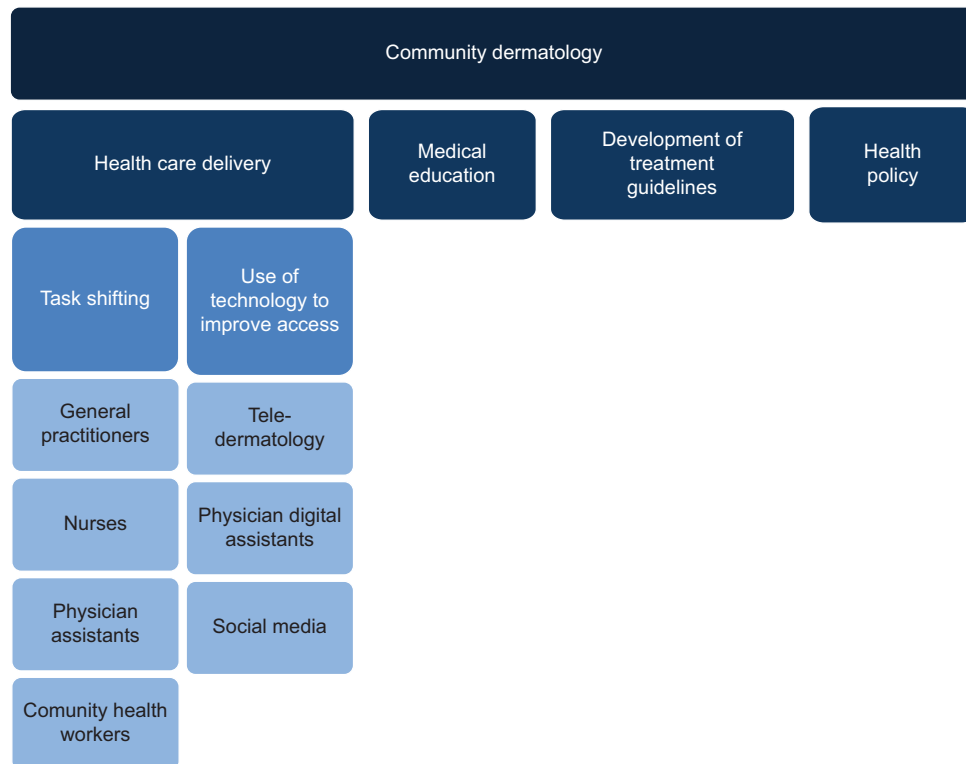 Community dermatology
Health care delivery
Medical
education
Development of
treatment
guidelines
Health
policy
Task shifting
Use of
technology to
improve access
General
practitioners
Tele-
dermatology
Nurses
Physician digital
assistants
Physician
assistants
Social media
Comunity health
workers